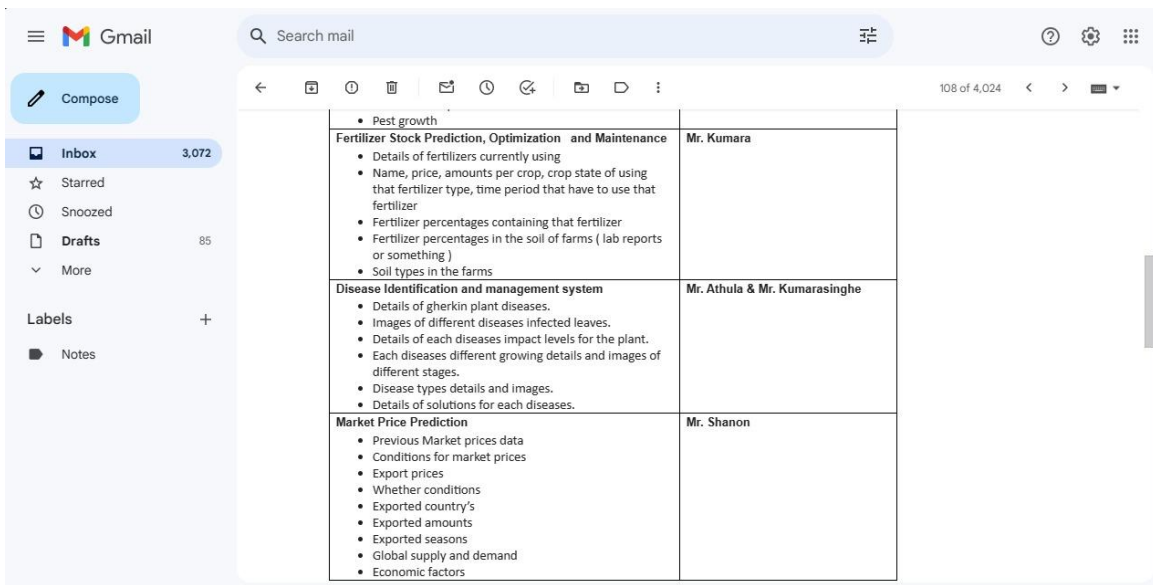 Gmail
Search mail
Compose
108 of 4,024
Inbox 3,072
Starred
Snoozed
Drafts 85
More
Labels
Notes
• Pest growth
Fertilizer Stock Prediction, Optimization and Maintenance Mr. Kumara
• Details of fertilizers currently using
• Name, price, amounts per crop, crop state of using
that fertilizer type, time period that have to use that
fertilizer
• Fertilizer percentages containing that fertilizer
• Fertilizer percentages in the soil of farms ( lab reports
or something )
• Soil types in the farms
Disease Identification and management system Mr. Athula & Mr. Kumarasinghe
• Details of gherkin plant diseases.
• Images of different diseases infected leaves.
• Details of each diseases impact levels for the plant.
• Each diseases different growing details and images of
different stages.
• Disease types details and images.
• Details of solutions for each diseases.
Market Price Prediction Mr. Shanon
• Previous Market prices data
• Conditions for market prices
• Export prices
• Whether conditions
• Exported country’s
• Exported amounts
• Exported seasons
• Global supply and demand
• Economic factors